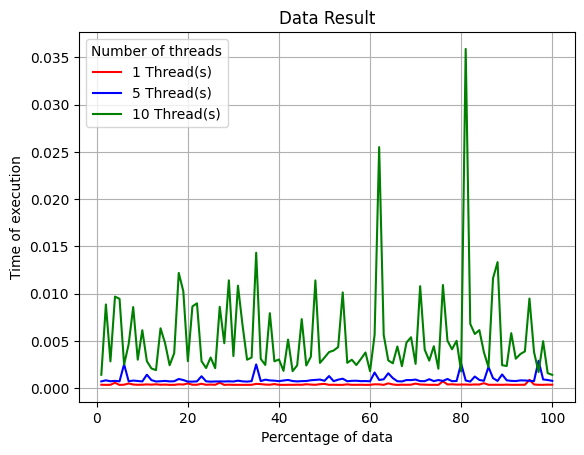 Data Result
Number of threads
1 Thread(s)
5 Thread(s)
10 Thread(s)
Time of execution
0.035
0.030
0.025
0.020
0.015
0.010
0.005
0.000
0 20 40 60 80 100
Percentage of data